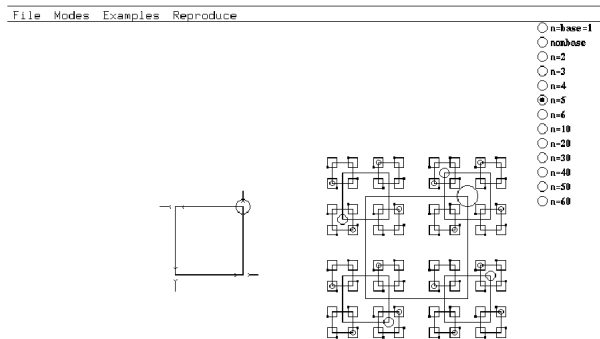 File Modes Examples Reproduce
n=base=1
nonbase
n=2
n=3
n=4
n=5
n=6
n=10
n=20
n=30
n=40
n=50
n=60